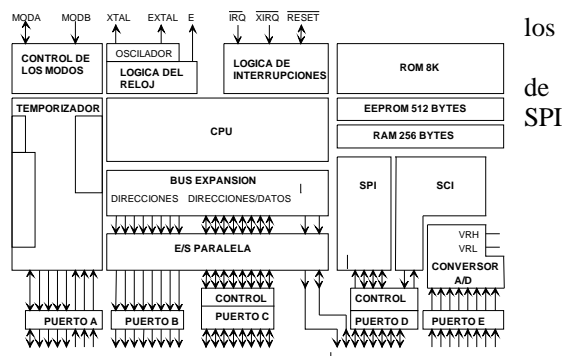 MODA MODB XTAL EXTAL E IRQ XIRQ RESET
los
CONTROL DE
LOS MODOS
OSCILADOR
LOGICA DEL
RELOJ
LOGICA DE
INTERRUPCIONES
ROM 8K
de
SPI
TEMPORIZADOR
CPU
EEPROM 512 BYTES
RAM 256 BYTES
BUS EXPANSION
DIRECCIONES DIRECCIONES/DATOS
SPI
SCI
E/S PARALELA
VRH
VRL
CONVERSOR
A/D
CONTROL
CONTROL
PUERTO A
PUERTO B
PUERTO C
PUERTO D
PUERTO E